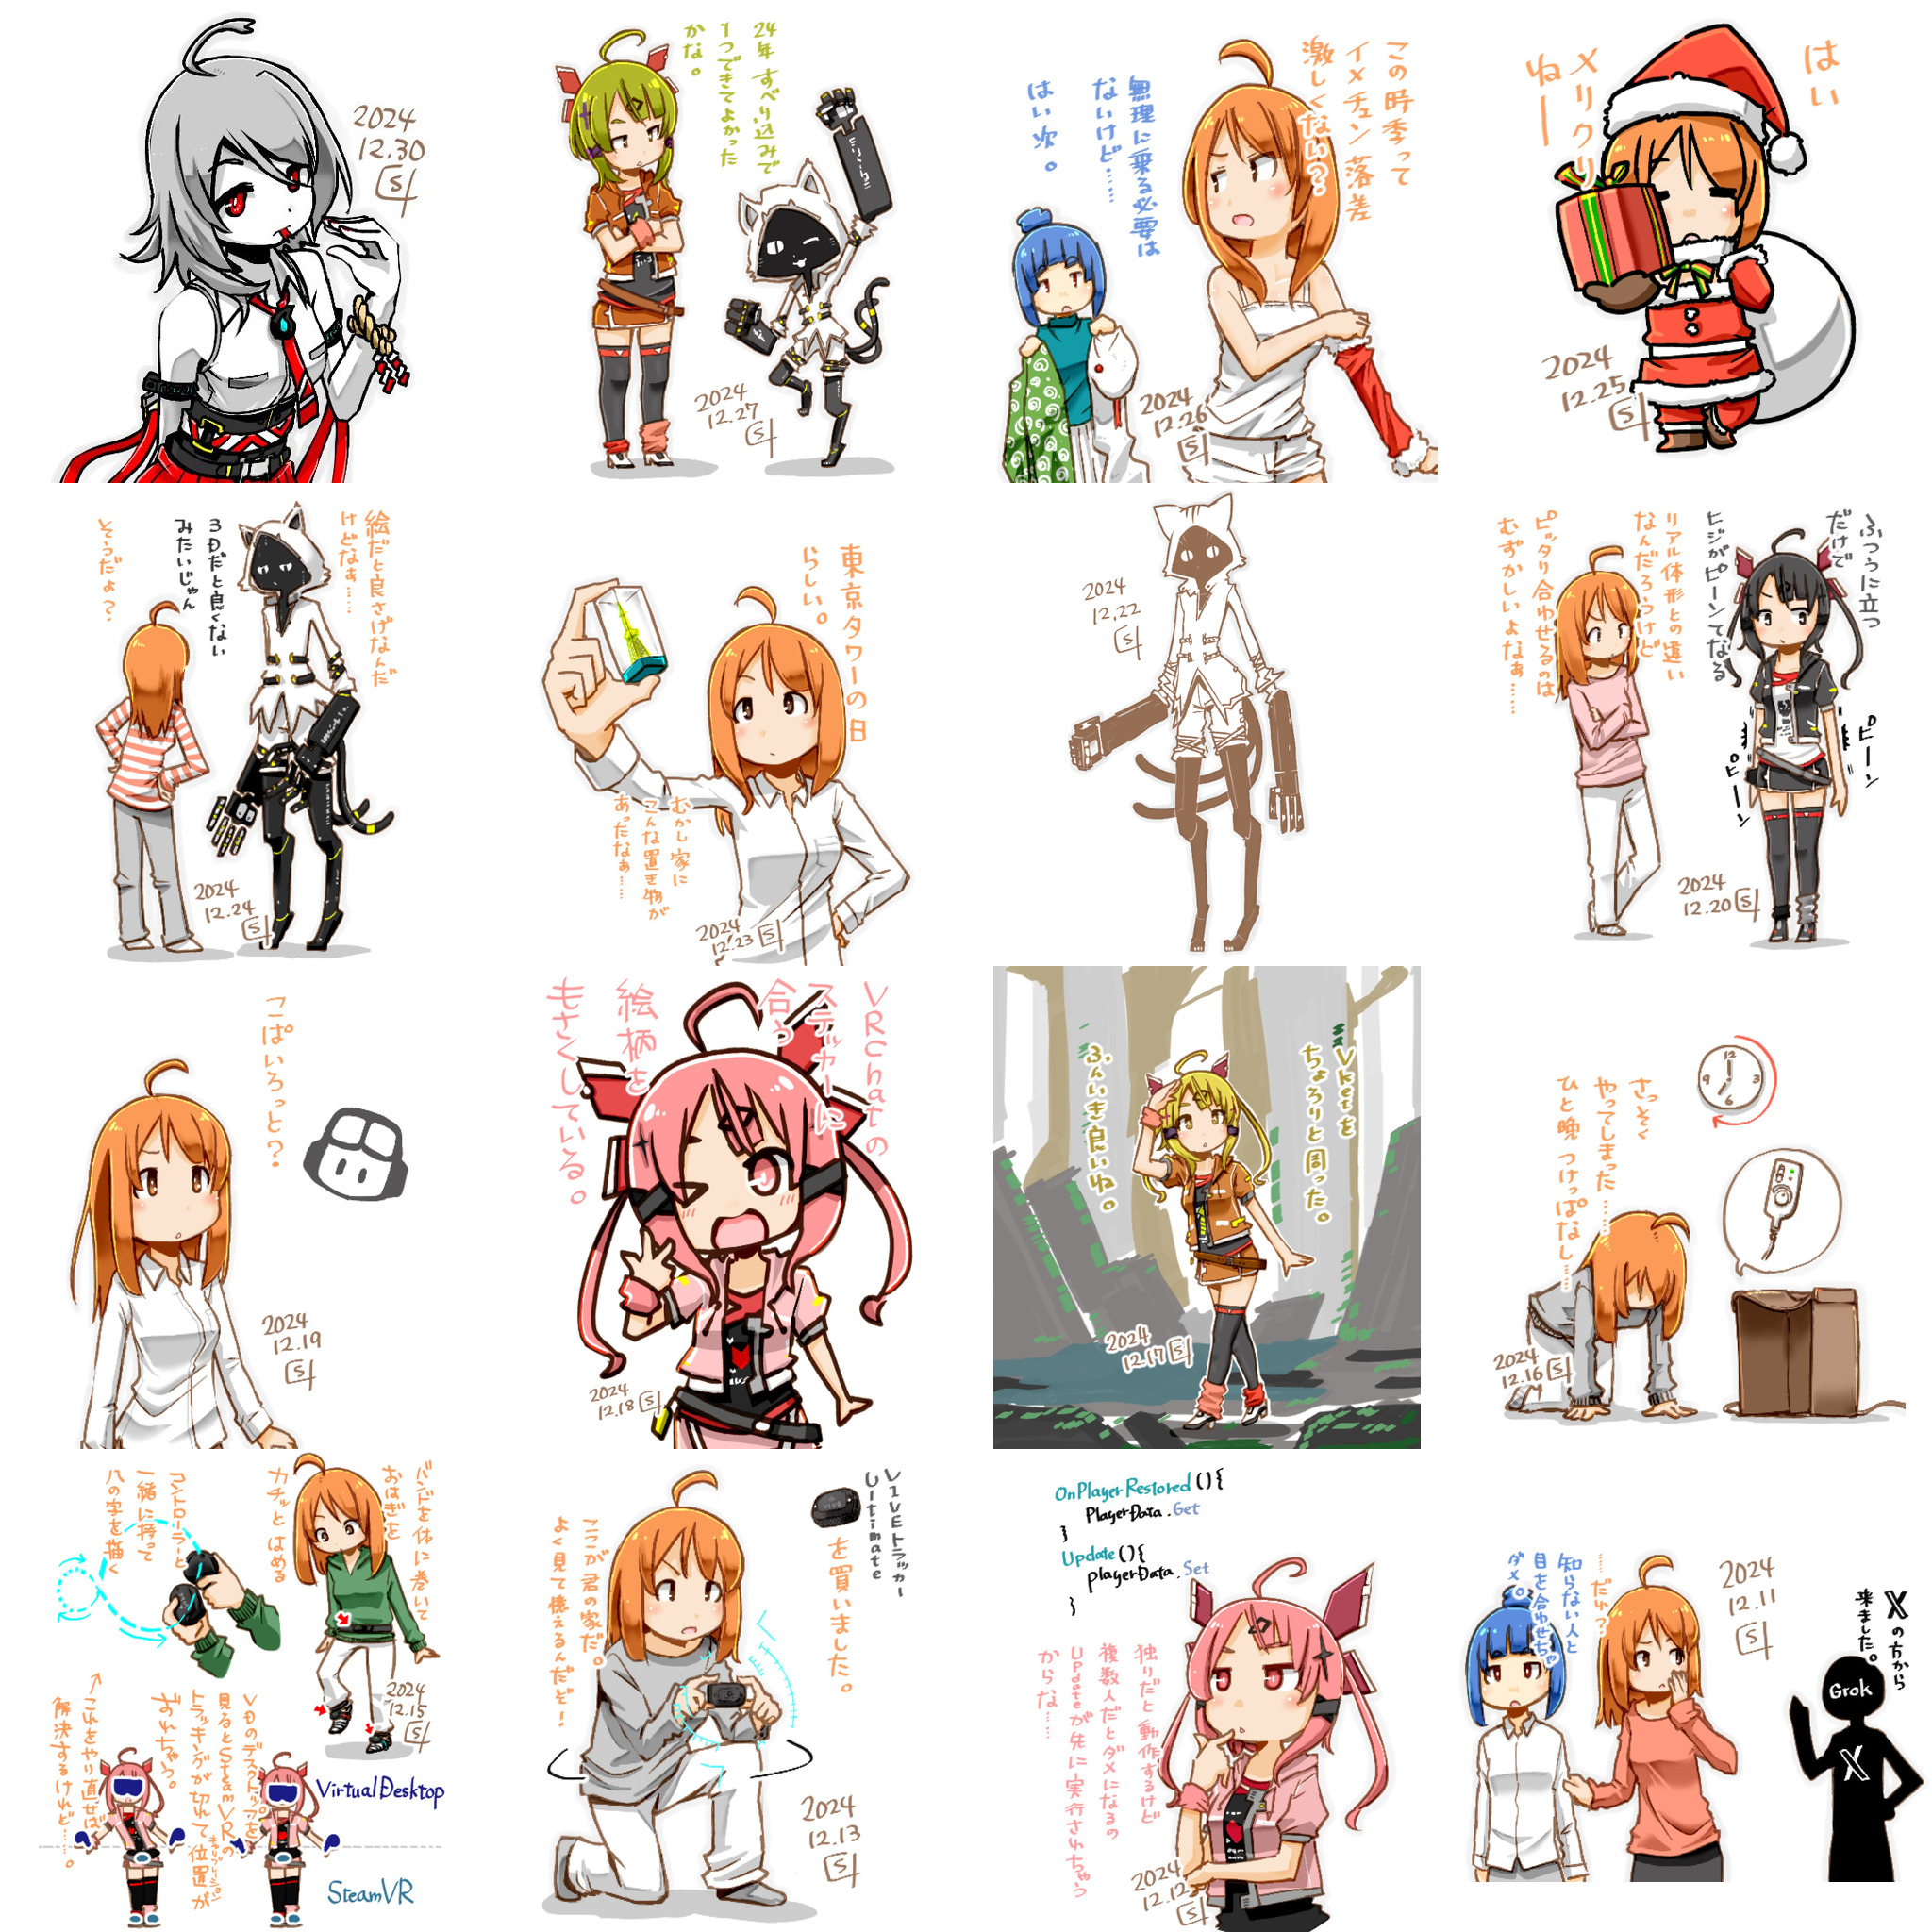 2024
12.30
24年 すべり込みで
1つできてよかった
かな。
2024
12.27
この時季って
イメチェン落差
激しくない?
無理に乗る必要は
ないけど……
はい次。
2024
12.26
はい
メリクリ
ねー
2024
12.25
絵だと良さげなんだ
けどなぁ……
3Dだと良くない
みたいじゃん
そうだよ?
2024
12.24
東京タワーの日
らしい。
むかし家に
こんな置き物が
あったなぁ……
2024
12.23
2024
12.22
ふつうに立つ
だけで
ヒジがピーンてなる
リアル体形との違い
なんだろうけど
ピッタリ合わせるのは
むずかしいよなぁ……
ピーン
ピーン
2024
12.20
こぱいろっと?
2024
12.19
VRChatの
ステッカーに
合う
絵柄を
もさくしている。
2024
12.18
Vketを
ちょろりと周った。
ふんいき良いね。
2024
12.17
12
3
6
9
さっそく
やってしまった……
ひと晩 つけっぱなし……
2024
12.16
バンドを体に巻いて
おはぎを
カチッとはめる
コントローラーと
一緒に持って
八の字を描く
2024
12.15
VDのデスクトップを
見るとSteamVRの
トラッキングが切れて位置が
ずれちゃう。
←これをやり直せば
解決するけれど……。
VirtualDesktop
SteamVR
VIVEトラッカー
Ultimate
を買いました。
ここが君の家だ。
よく見て憶えるんだぞ!
2024
12.13
OnPlayerRestored(){
PlayerData.Get
}
Update(){
PlayerData.Set
}
独りだと動作するけど
複数人だとダメになるの
Updateが先に実行されちゃう
からな……
2024
12.12
2024
12.11
Xの方から
来ました。
Grok
X
……だれ?
知らない人と
目を合わせちゃ
ダメ。